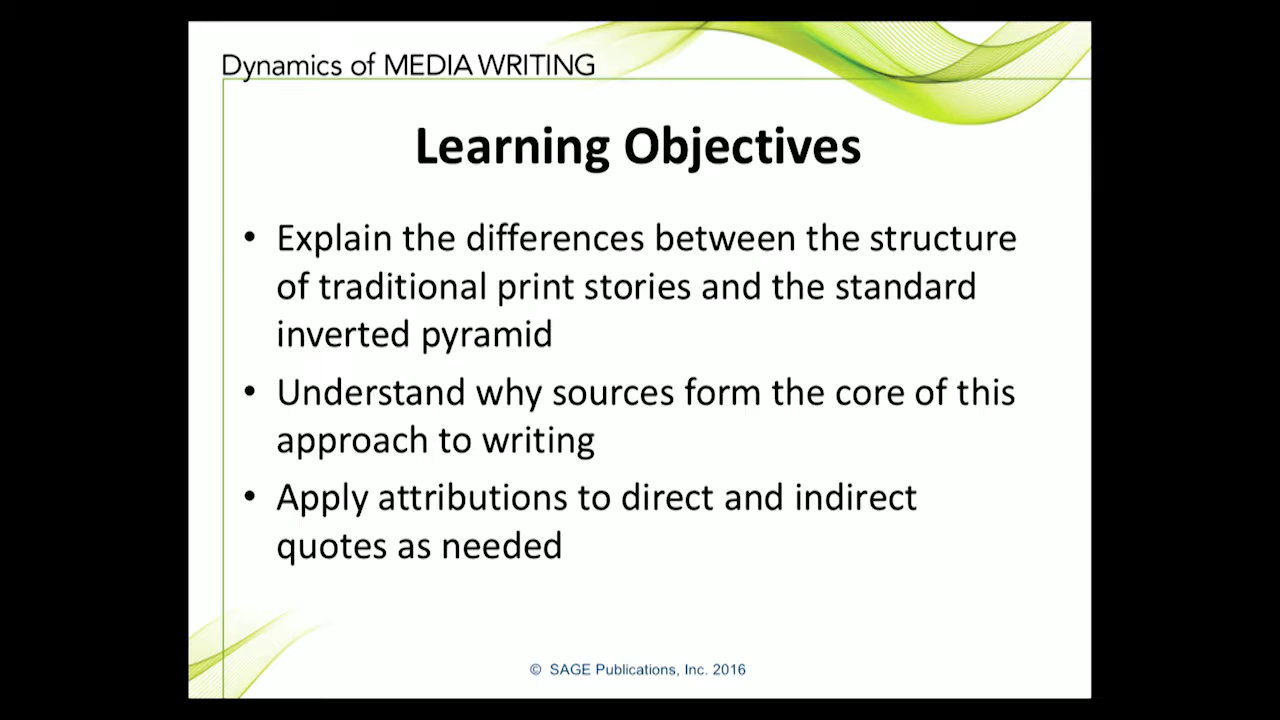 Dynamics of MEDIA WRITING
Learning Objectives
• Explain the differences between the structure
of traditional print stories and the standard
inverted pyramid
• Understand why sources form the core of this
approach to writing
• Apply attributions to direct and indirect
quotes as needed
© SAGE Publications, Inc. 2016